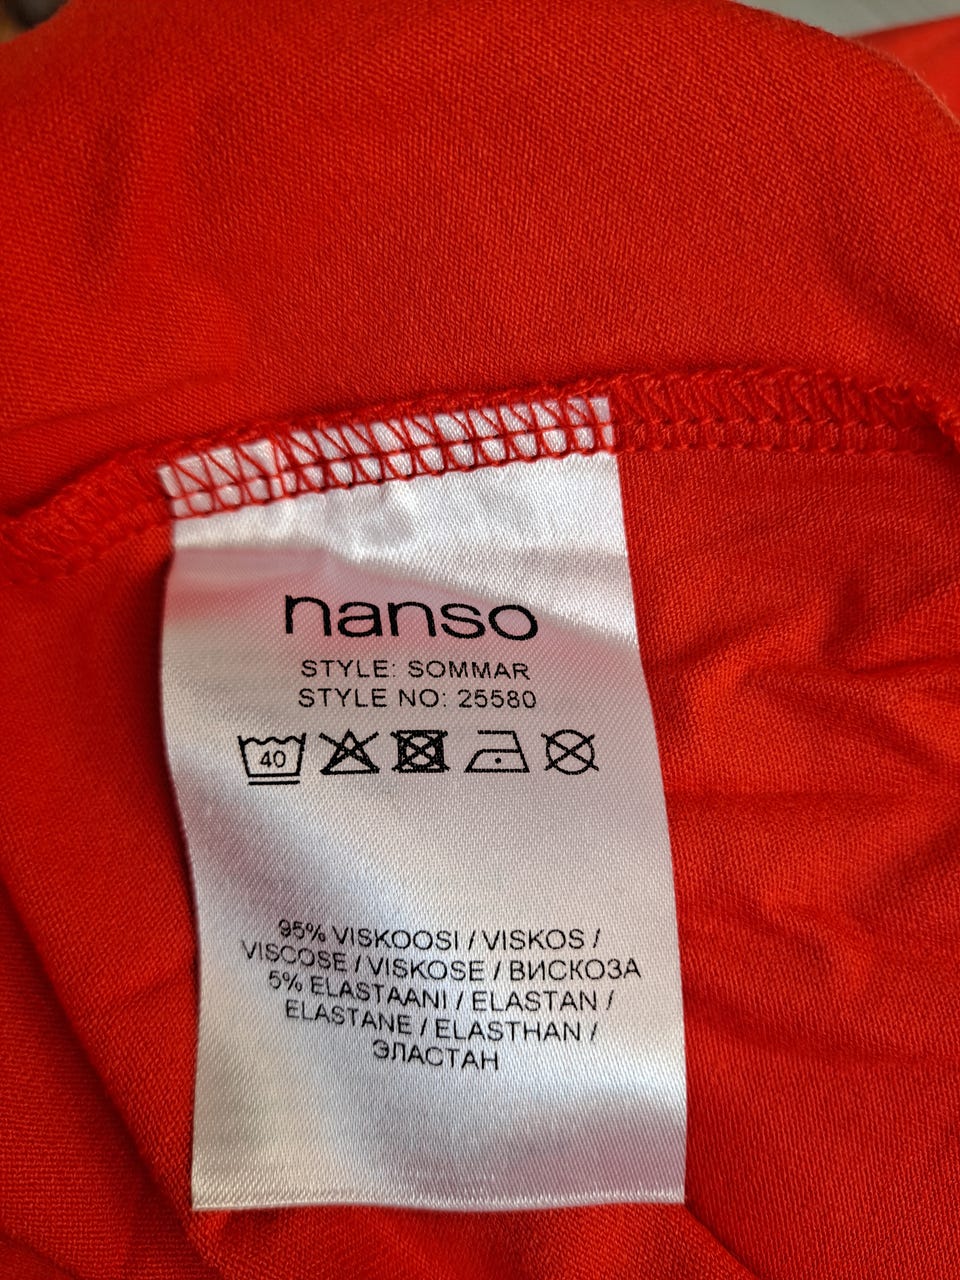 nanso
STYLE: SOMMAR
STYLE NO: 25580
40
95% VISKOOSI / VISKOS /
VISCOSE / VISKOSE / ВИСКОЗА
5% ELASTAANI / ELASTAN /
ELASTANE / ELASTHAN /
ЭЛАСТАН